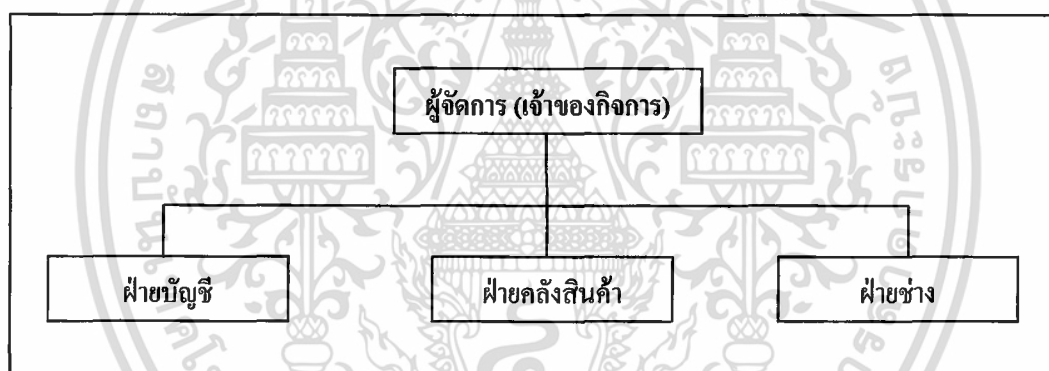 ผู้จัดการ (เจ้าของกิจการ)
ฝ่ายบัญชี
ฝ่ายคลังสินค้า
ฝ่ายช่าง